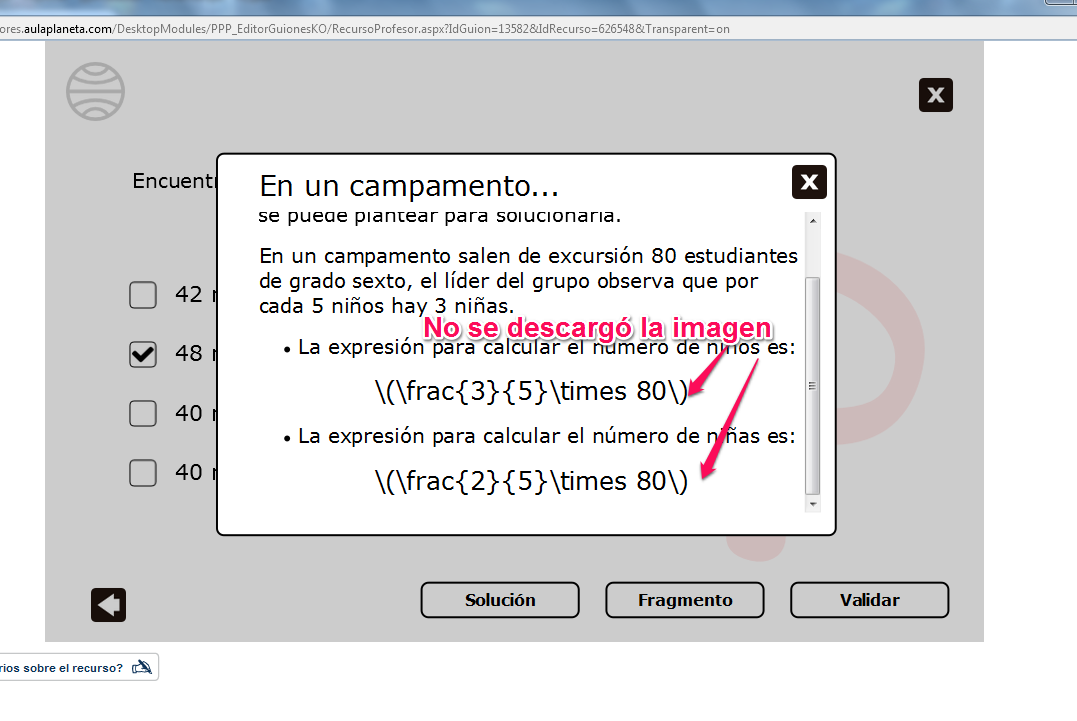 ores.aulaplaneta.com/DesktopModules/PPP_EditorGuionesKO/RecursoProfesor.aspx?IdGuion=13582&IdRecurso=626548&Transparent=on
X
En un campamento...
X
se puede plantear para solucionarla.
En un campamento salen de excursión 80 estudiantes
de grado sexto, el líder del grupo observa que por
cada 5 niños hay 3 niñas.
No se descargó la imagen
• La expresión para calcular el número de niños es:
\(\frac{3}{5}\times 80\)
• La expresión para calcular el número de niñas es:
\(\frac{2}{5}\times 80\)
Encuentr
42
48
40
40
Solución
Fragmento
Validar
rios sobre el recurso?